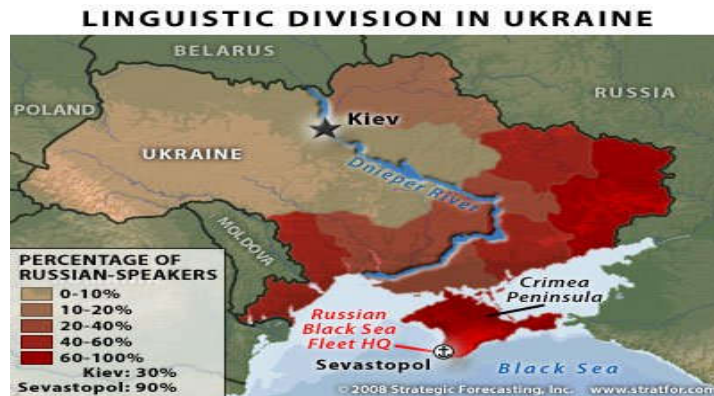 LINGUISTIC DIVISION IN UKRAINE
BELARUS
POLAND
RUSSIA
Kiev
UKRAINE
Dnieper River
MOLDOVA
PERCENTAGE OF
RUSSIAN-SPEAKERS
0-10%
10-20%
20-40%
40-60%
60-100%
Kiev: 30%
Sevastopol: 90%
Crimea
Peninsula
Russian
Black Sea
Fleet HQ
Sevastopol
Black Sea
© 2008 Strategic Forecasting, Inc. www.stratfor.com